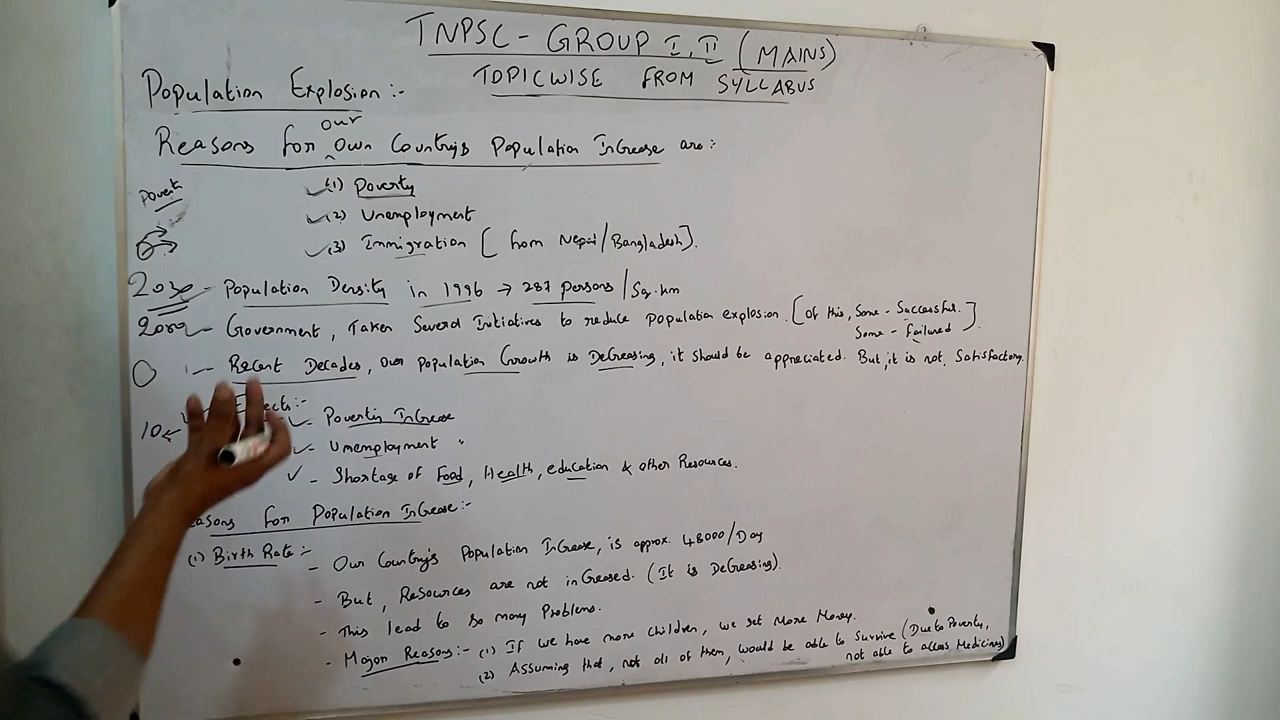 TNPSC - GROUP I, II (MAINS)
TOPICWISE FROM SYLLABUS
Population Explosion :-
our
Reasons for own Country's Population Increase are :
Povert
(1) Poverty
(2) Unemployment
(3) Immigration [from Nepal/Bangladesh].
2030 - Population Density in 1996 → 287 persons/Sq.km
- Government, Taken Several Initiatives to reduce Population explosion. [Of this, Some - Successful.
Some - Failured].
- Recent Decades, Our Population Growth is Decreasing, it should be appreciated. But, it is not Satisfactory.
10
ects :-
- Poverty Increase
- Unemployment "
- Shortage of Food, Health, education & other Resources.
asons for Population Increase :-
(1) Birth Rate :- - Our Country's Population Increase, is approx. 48000/Day
- But, Resources are not increased. (It is Decreasing).
- This lead to so many Problems.
- Major Reasons :- (1) If we have more children, we get More Money.
(2) Assuming that, not all of them, would be able to Survive (Due to Poverty,
not able to access Medicines)